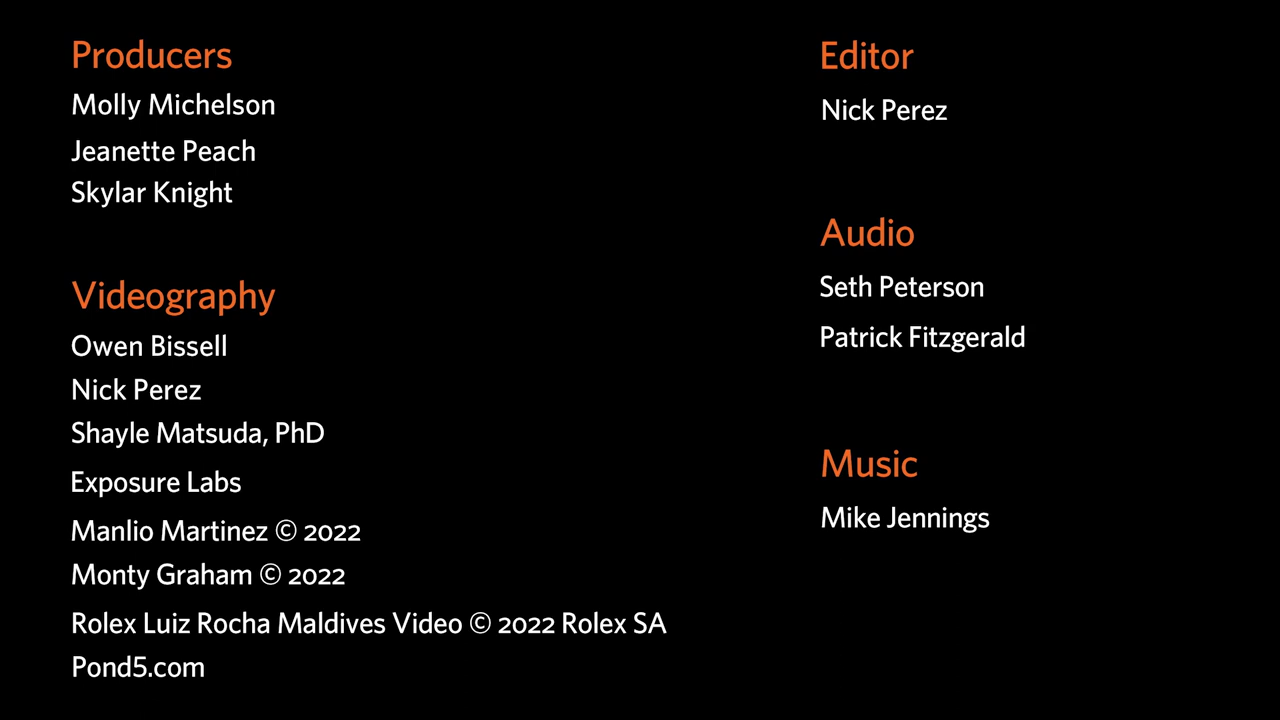 Producers
Molly Michelson
Jeanette Peach
Skylar Knight
Videography
Owen Bissell
Nick Perez
Shayle Matsuda, PhD
Exposure Labs
Manlio Martinez © 2022
Monty Graham © 2022
Rolex Luiz Rocha Maldives Video © 2022 Rolex SA
Pond5.com
Editor
Nick Perez
Audio
Seth Peterson
Patrick Fitzgerald
Music
Mike Jennings